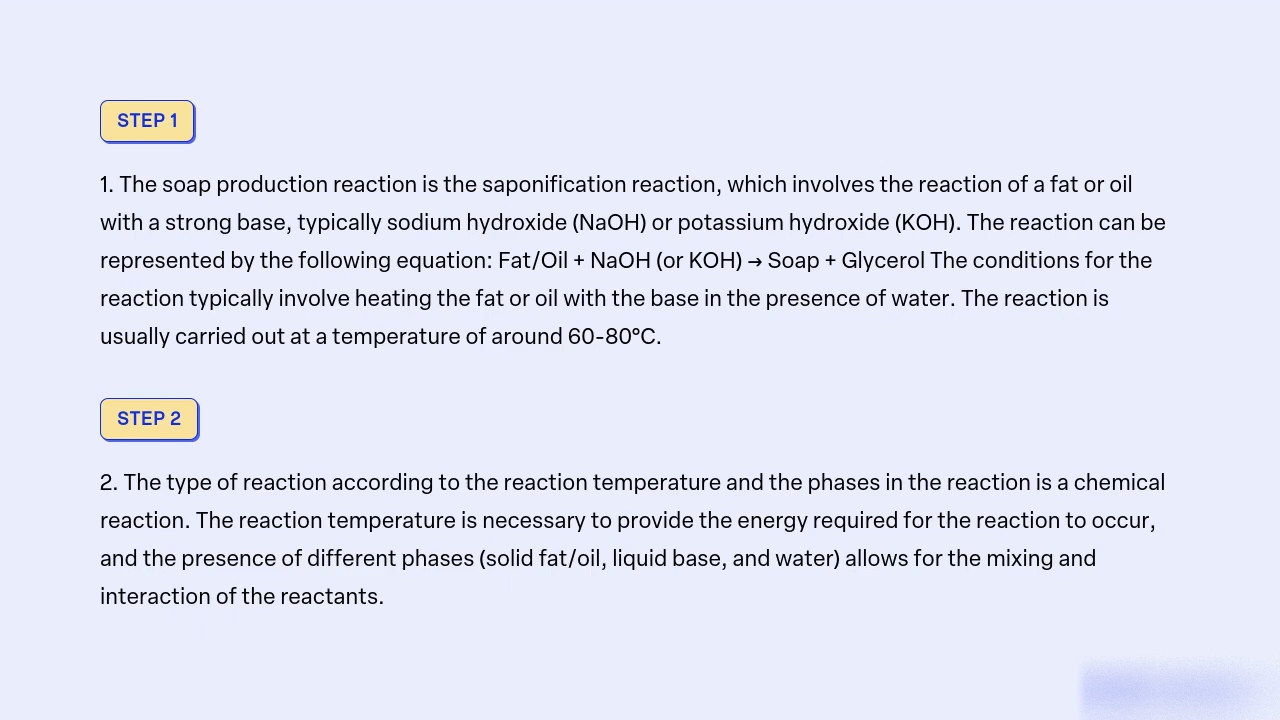 STEP 1
1. The soap production reaction is the saponification reaction, which involves the reaction of a fat or oil
with a strong base, typically sodium hydroxide (NaOH) or potassium hydroxide (KOH). The reaction can be
represented by the following equation: Fat/Oil + NaOH (or KOH) → Soap + Glycerol The conditions for the
reaction typically involve heating the fat or oil with the base in the presence of water. The reaction is
usually carried out at a temperature of around 60-80°C.
STEP 2
2. The type of reaction according to the reaction temperature and the phases in the reaction is a chemical
reaction. The reaction temperature is necessary to provide the energy required for the reaction to occur,
and the presence of different phases (solid fat/oil, liquid base, and water) allows for the mixing and
interaction of the reactants.